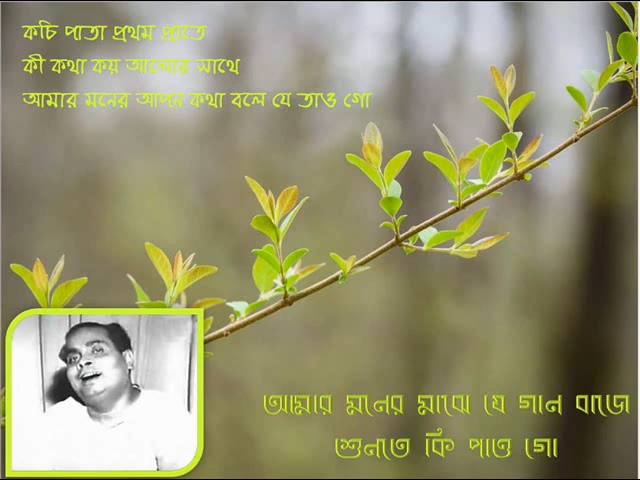 কচি পাতা প্রথম প্রাতে
কী কথা কয় আলোর সাথে
আমার মনের আপন কথা বলে যে তাও গো
আমার মনের মাঝে যে গান বাজে
শুনতে কি পাও গো